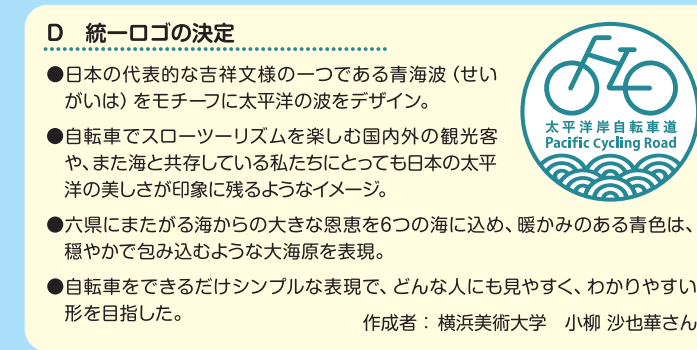 D 統一ロゴの決定
●日本の代表的な吉祥文様の一つである青海波（せい
がいは）をモチーフに太平洋の波をデザイン。
●自転車でスローツーリズムを楽しむ国内外の観光客
や、また海と共存している私たちにとっても日本の太平
洋の美しさが印象に残るようなイメージ。
太平洋岸自転車道
Pacific Cycling Road
●六県にまたがる海からの大きな恩恵を6つの海に込め、暖かみのある青色は、
穏やかで包み込むような大海原を表現。
●自転車をできるだけシンプルな表現で、どんな人にも見やすく、わかりやすい
形を目指した。
作成者：横浜美術大学 小柳 沙也華さん